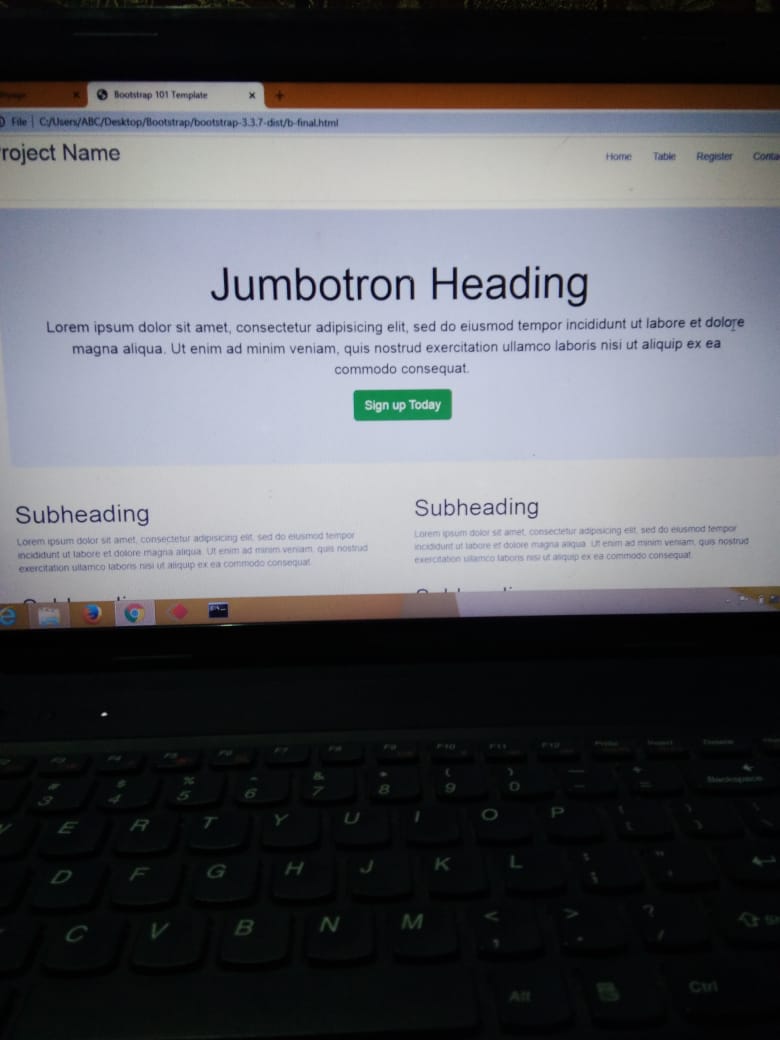 Bootstrap 101 Template
File C:/Users/ABC/Desktop/Bootstrap/bootstrap-3.3.7-dist/b-final.html
roject Name
Home Table Register Conta
Jumbotron Heading
Lorem ipsum dolor sit amet, consectetur adipisicing elit, sed do eiusmod tempor incididunt ut labore et dolore
magna aliqua. Ut enim ad minim veniam, quis nostrud exercitation ullamco laboris nisi ut aliquip ex ea
commodo consequat.
Sign up Today
Subheading
Lorem ipsum dolor sit amet, consectetur adipisicing elit, sed do eiusmod tempor
incididunt ut labore et dolore magna aliqua. Ut enim ad minim veniam, quis nostrud
exercitation ullamco laboris nisi ut aliquip ex ea commodo consequat.
Subheading
Lorem ipsum dolor sit amet, consectetur adipisicing elit, sed do eiusmod tempor
incididunt ut labore et dolore magna aliqua. Ut enim ad minim veniam, quis nostrud
exercitation ullamco laboris nisi ut aliquip ex ea commodo consequat.
F7 F8 F9 F10 F11 F12
# $ % ^ & * ( )
3 4 5 6 7 8 9 0 Backspace
E R T Y U I O P
D F G H J K L
C V B N M < > ? /
Alt Ctrl